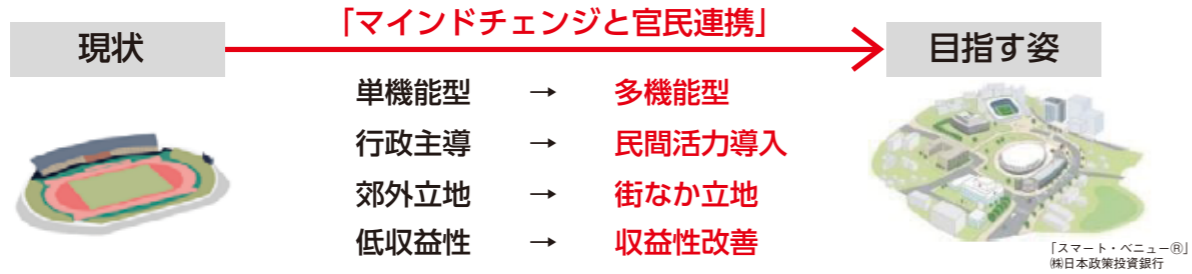 「マインドチェンジと官民連携」
現状
目指す姿
単機能型 → 多機能型
行政主導 → 民間活力導入
郊外立地 → 街なか立地
低収益性 → 収益性改善
「スマート・ベニュー®」
㈱日本政策投資銀行